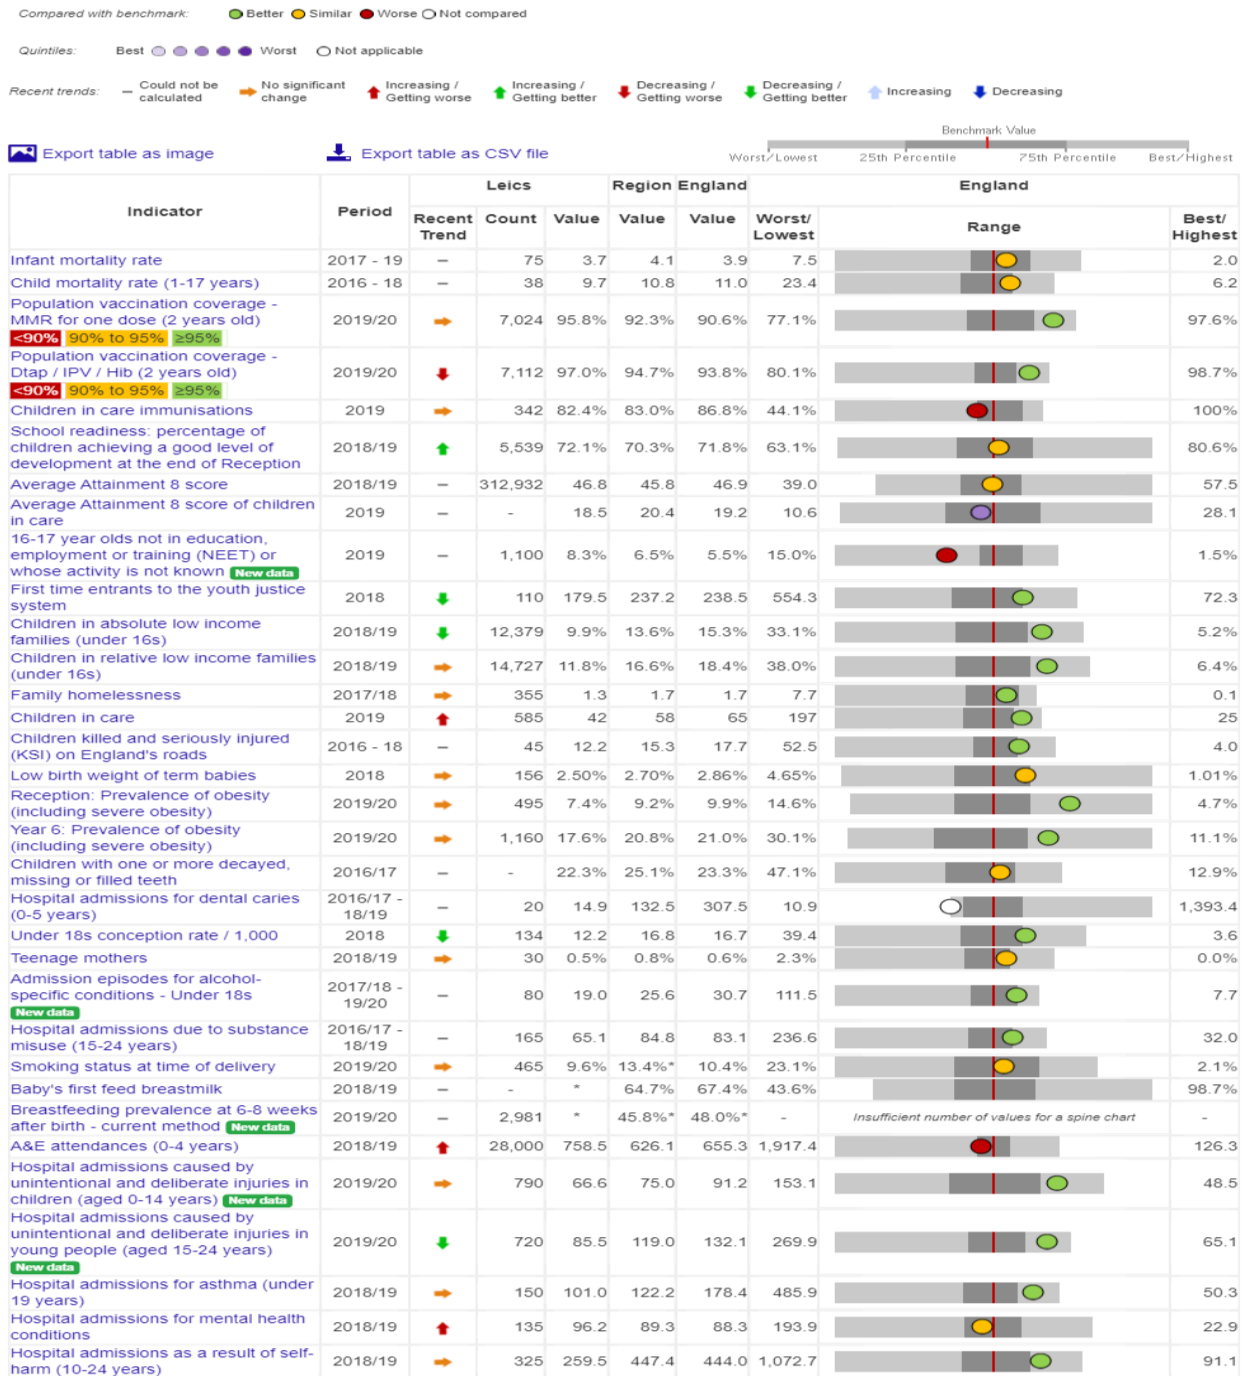 Compared with benchmark: Better Similar Worse Not compared
Quintiles: Best Worst Not applicable
Recent trends: – Could not be calculated No significant change Increasing / Getting worse Increasing / Getting better Decreasing / Getting worse Decreasing / Getting better Increasing Decreasing
Benchmark Value
Export table as image Export table as CSV file
Worst/Lowest 25th Percentile 75th Percentile Best/Highest
Leics Region England England
Indicator Period Recent Trend Count Value Value Value Worst/ Lowest Range Best/ Highest
Infant mortality rate 2017 - 19 – 75 3.7 4.1 3.9 7.5 2.0
Child mortality rate (1-17 years) 2016 - 18 – 38 9.7 10.8 11.0 23.4 6.2
Population vaccination coverage -
MMR for one dose (2 years old) 2019/20 7,024 95.8% 92.3% 90.6% 77.1% 97.6%
<90% 90% to 95% ≥95%
Population vaccination coverage -
Dtap / IPV / Hib (2 years old) 2019/20 7,112 97.0% 94.7% 93.8% 80.1% 98.7%
<90% 90% to 95% ≥95%
Children in care immunisations 2019 342 82.4% 83.0% 86.8% 44.1% 100%
School readiness: percentage of
children achieving a good level of 2018/19 5,539 72.1% 70.3% 71.8% 63.1% 80.6%
development at the end of Reception
Average Attainment 8 score 2018/19 – 312,932 46.8 45.8 46.9 39.0 57.5
Average Attainment 8 score of children
in care 2019 – - 18.5 20.4 19.2 10.6 28.1
16-17 year olds not in education,
employment or training (NEET) or 2019 – 1,100 8.3% 6.5% 5.5% 15.0% 1.5%
whose activity is not known New data
First time entrants to the youth justice
system 2018 110 179.5 237.2 238.5 554.3 72.3
Children in absolute low income
families (under 16s) 2018/19 12,379 9.9% 13.6% 15.3% 33.1% 5.2%
Children in relative low income families
(under 16s) 2018/19 14,727 11.8% 16.6% 18.4% 38.0% 6.4%
Family homelessness 2017/18 355 1.3 1.7 1.7 7.7 0.1
Children in care 2019 585 42 58 65 197 25
Children killed and seriously injured
(KSI) on England's roads 2016 - 18 – 45 12.2 15.3 17.7 52.5 4.0
Low birth weight of term babies 2018 156 2.50% 2.70% 2.86% 4.65% 1.01%
Reception: Prevalence of obesity
(including severe obesity) 2019/20 495 7.4% 9.2% 9.9% 14.6% 4.7%
Year 6: Prevalence of obesity
(including severe obesity) 2019/20 1,160 17.6% 20.8% 21.0% 30.1% 11.1%
Children with one or more decayed,
missing or filled teeth 2016/17 – - 22.3% 25.1% 23.3% 47.1% 12.9%
Hospital admissions for dental caries
(0-5 years) 2016/17 - 18/19 – 20 14.9 132.5 307.5 10.9 1,393.4
Under 18s conception rate / 1,000 2018 134 12.2 16.8 16.7 39.4 3.6
Teenage mothers 2018/19 30 0.5% 0.8% 0.6% 2.3% 0.0%
Admission episodes for alcohol-
specific conditions - Under 18s 2017/18 - 19/20 – 80 19.0 25.6 30.7 111.5 7.7
New data
Hospital admissions due to substance
misuse (15-24 years) 2016/17 - 18/19 – 165 65.1 84.8 83.1 236.6 32.0
Smoking status at time of delivery 2019/20 465 9.6% 13.4%* 10.4% 23.1% 2.1%
Baby's first feed breastmilk 2018/19 – - * 64.7% 67.4% 43.6% 98.7%
Breastfeeding prevalence at 6-8 weeks
after birth - current method New data 2019/20 – 2,981 * 45.8%* 48.0%* - Insufficient number of values for a spine chart -
A&E attendances (0-4 years) 2018/19 28,000 758.5 626.1 655.3 1,917.4 126.3
Hospital admissions caused by
unintentional and deliberate injuries in 2019/20 790 66.6 75.0 91.2 153.1 48.5
children (aged 0-14 years) New data
Hospital admissions caused by
unintentional and deliberate injuries in
young people (aged 15-24 years) 2019/20 720 85.5 119.0 132.1 269.9 65.1
New data
Hospital admissions for asthma (under
19 years) 2018/19 150 101.0 122.2 178.4 485.9 50.3
Hospital admissions for mental health
conditions 2018/19 135 96.2 89.3 88.3 193.9 22.9
Hospital admissions as a result of self-
harm (10-24 years) 2018/19 325 259.5 447.4 444.0 1,072.7 91.1